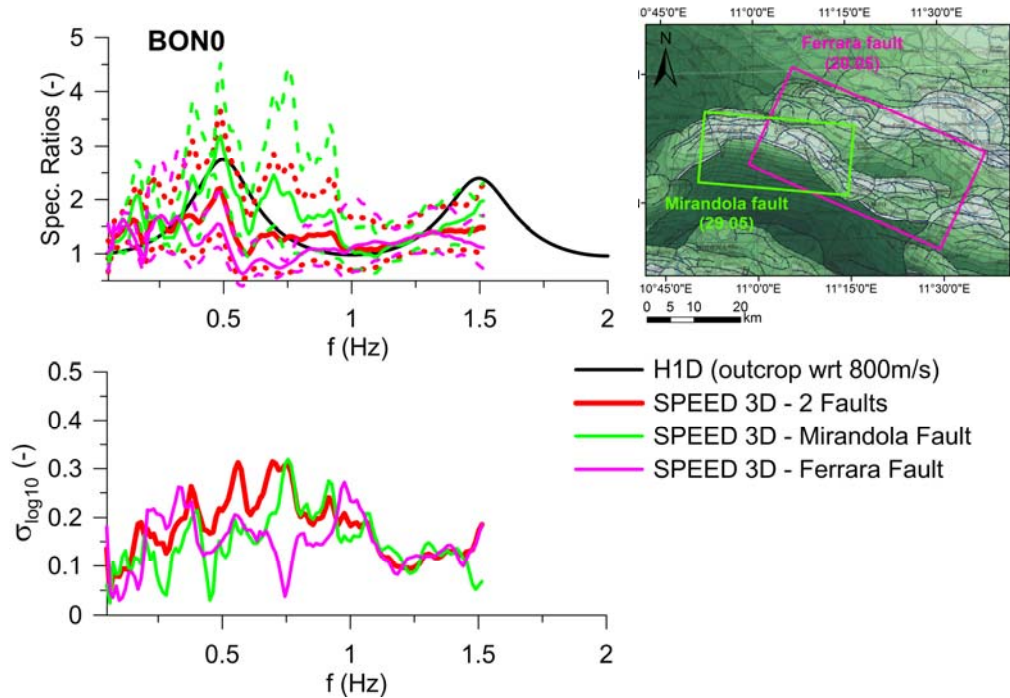 BON0
5
4
3
2
1
Spec. Ratios (-)
0.5
1
1.5
2
f (Hz)
0°45'0"E
11°0'0"E
11°15'0"E
11°30'0"E
N
Ferrara fault
(20.05)
Mirandola fault
(29.05)
10°45'0"E
11°0'0"E
11°15'0"E
11°30'0"E
0 5 10 20
km
0.5
0.4
0.3
0.2
0.1
0
σlog10 (-)
0.5
1
1.5
2
f (Hz)
H1D (outcrop wrt 800m/s)
SPEED 3D - 2 Faults
SPEED 3D - Mirandola Fault
SPEED 3D - Ferrara Fault